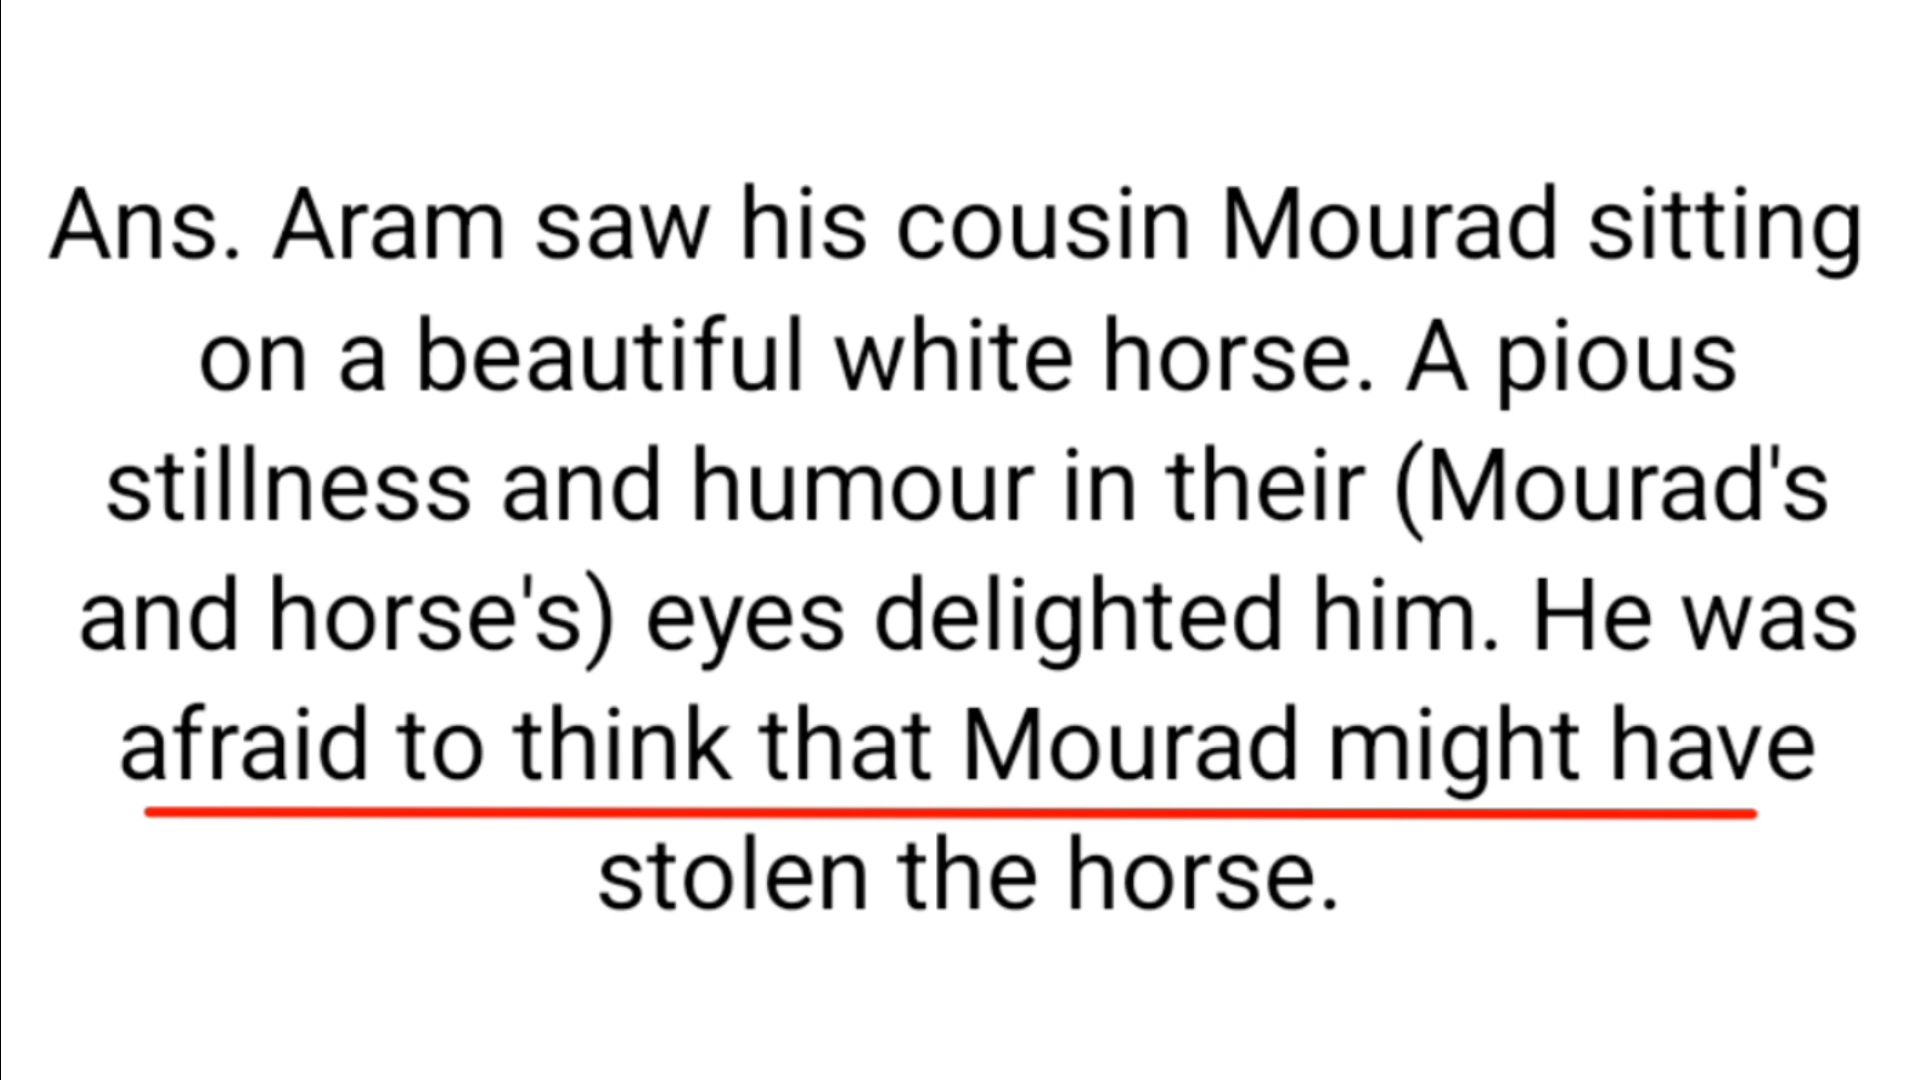 Ans. Aram saw his cousin Mourad sitting
on a beautiful white horse. A pious
stillness and humour in their (Mourad's
and horse's) eyes delighted him. He was
afraid to think that Mourad might have
stolen the horse.